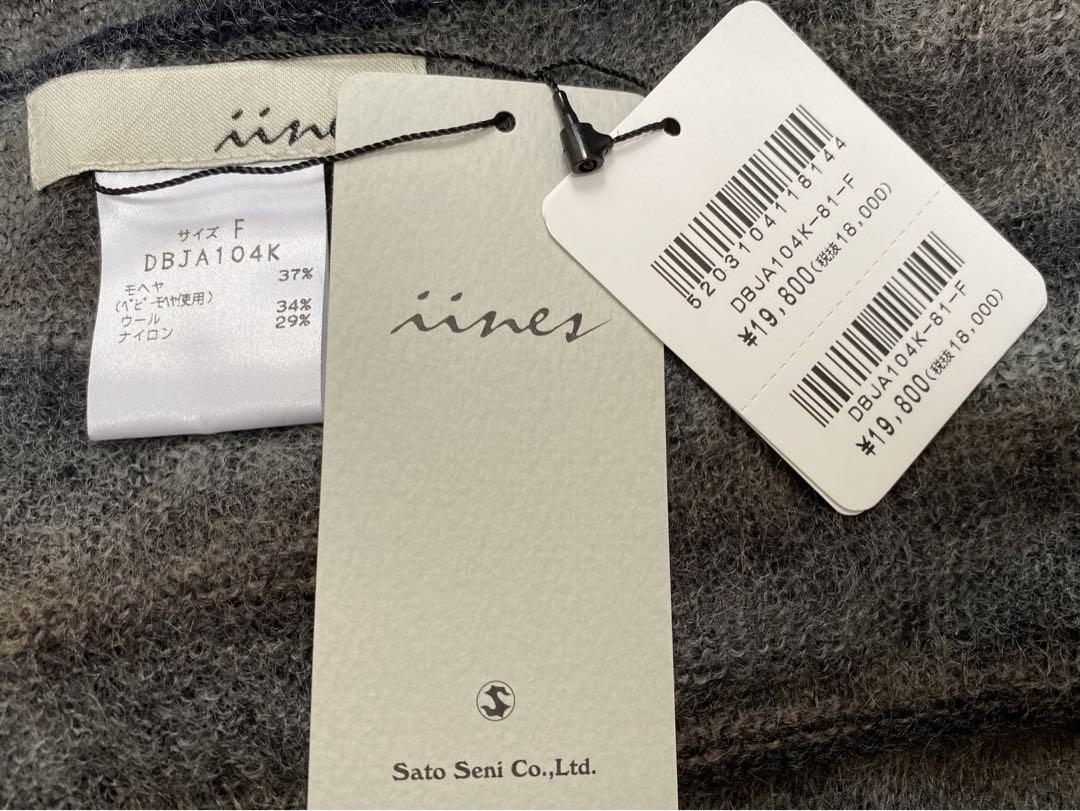 iines
サイズ F
DBJA104K
モヘヤ 37%
(ベビーモヘヤ使用)
ウール 34%
ナイロン 29%
iines
Sato Seni Co.,Ltd.
5203104118144
DBJA104K-81-F
¥19,800(税抜18,000)
DBJA104K-81-F
¥19,800(税抜18,000)